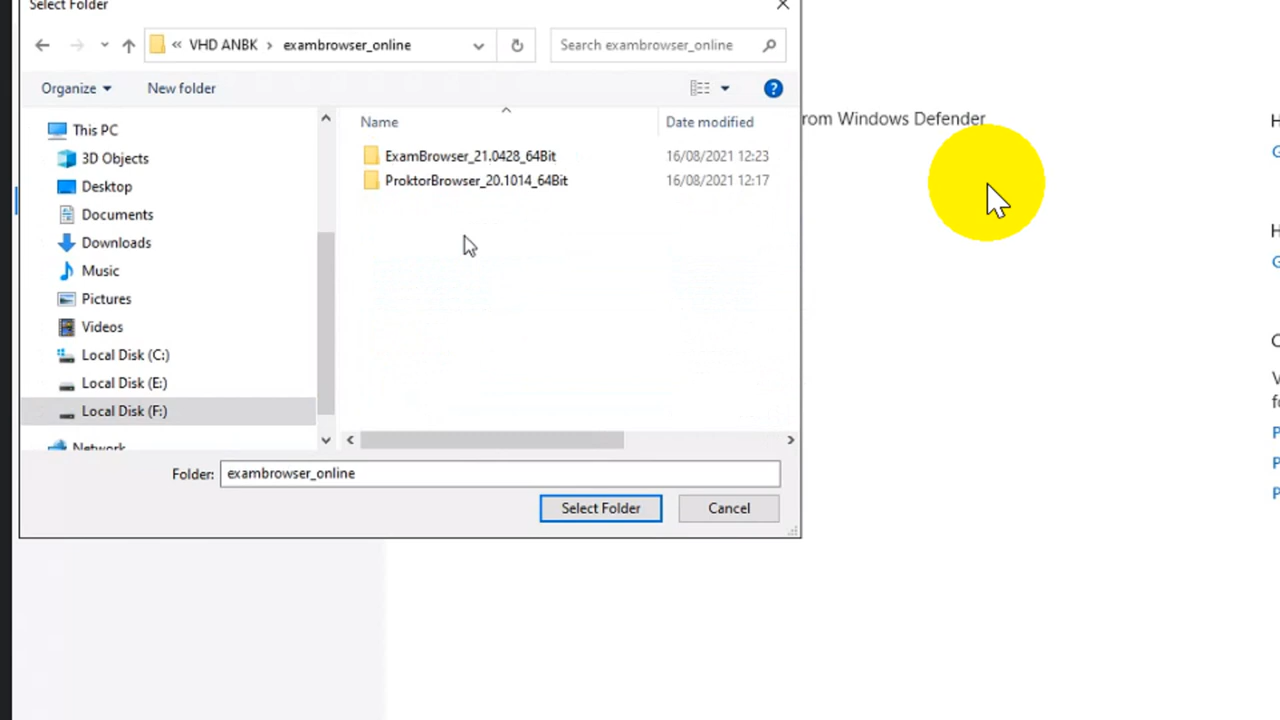 Select Folder
« VHD ANBK > exambrowser_online
Search exambrowser_online
Organize
New folder
?
Name
Date modified
ExamBrowser_21.0428_64Bit
16/08/2021 12:23
ProktorBrowser_20.1014_64Bit
16/08/2021 12:17
This PC
3D Objects
Desktop
Documents
Downloads
Music
Pictures
Videos
Local Disk (C:)
Local Disk (E:)
Local Disk (F:)
Network
Folder: exambrowser_online
Select Folder
Cancel
rom Windows Defender